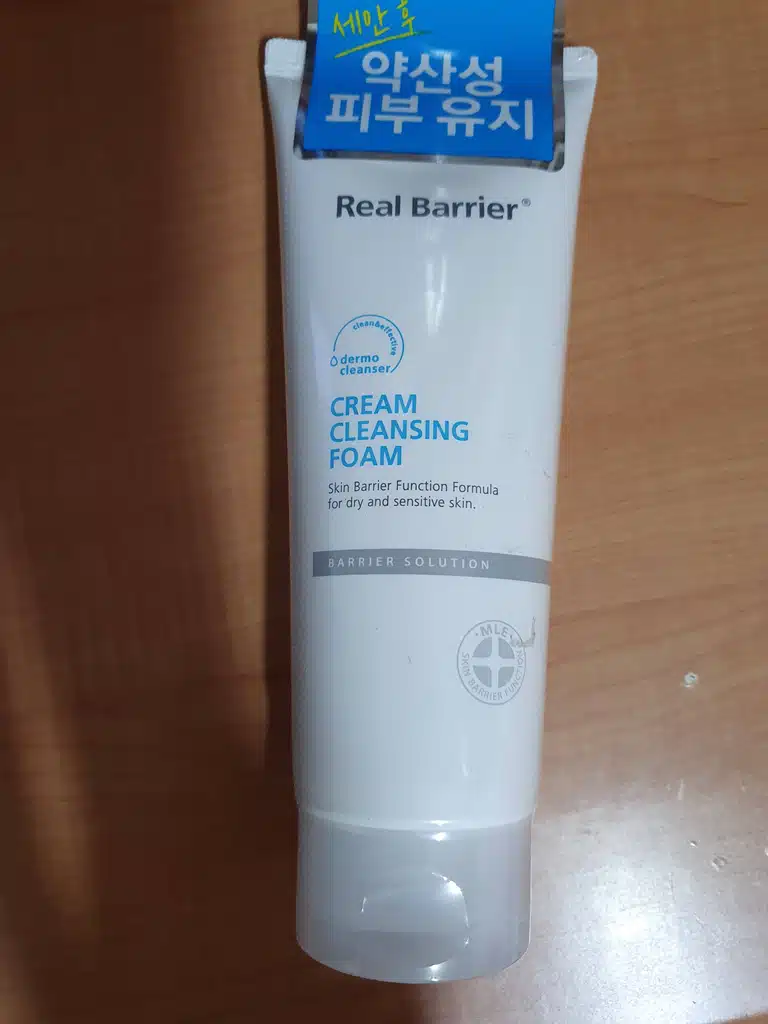 세안 후
약산성
피부 유지
Real Barrier®
clean&effective
dermo
cleanser
CREAM
CLEANSING
FOAM
Skin Barrier Function Formula
for dry and sensitive skin.
BARRIER SOLUTION
·MLE·
SKIN BARRIER FUNCTION